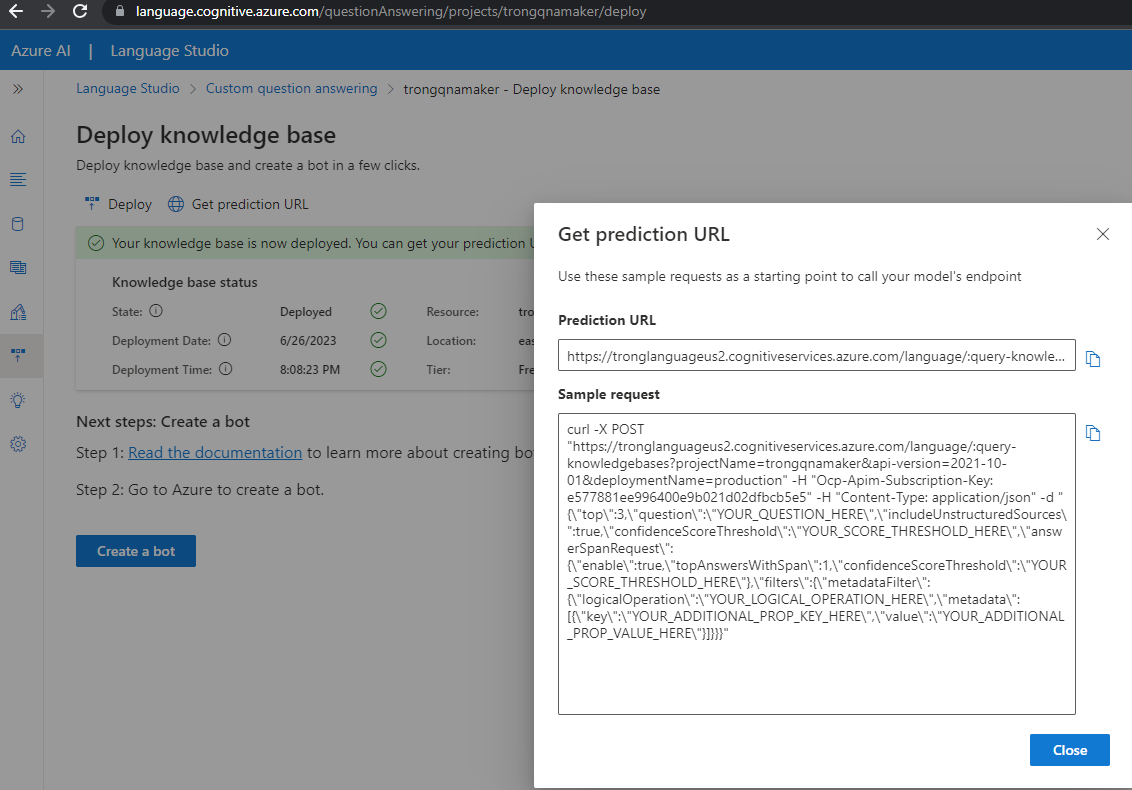 language.cognitive.azure.com/questionAnswering/projects/trongqnamaker/deploy
Azure AI | Language Studio
Language Studio > Custom question answering > trongqnamaker - Deploy knowledge base
Deploy knowledge base
Deploy knowledge base and create a bot in a few clicks.
Deploy Get prediction URL
Your knowledge base is now deployed. You can get your prediction U
Knowledge base status
State: Deployed Resource: tro
Deployment Date: 6/26/2023 Location: eas
Deployment Time: 8:08:23 PM Tier: Fre
Next steps: Create a bot
Step 1: Read the documentation to learn more about creating bo
Step 2: Go to Azure to create a bot.
Create a bot
Get prediction URL
Use these sample requests as a starting point to call your model's endpoint
Prediction URL
https://tronglanguageus2.cognitiveservices.azure.com/language/:query-knowle...
Sample request
curl -X POST
"https://tronglanguageus2.cognitiveservices.azure.com/language/:query-
knowledgebases?projectName=trongqnamaker&api-version=2021-10-
01&deploymentName=production" -H "Ocp-Apim-Subscription-Key:
e577881ee996400e9b021d02dfbcb5e5" -H "Content-Type: application/json" -d "
{\"top\":3,\"question\":\"YOUR_QUESTION_HERE\",\"includeUnstructuredSources\
":true,\"confidenceScoreThreshold\":\"YOUR_SCORE_THRESHOLD_HERE\",\"answ
erSpanRequest\":
{\"enable\":true,\"topAnswersWithSpan\":1,\"confidenceScoreThreshold\":\"YOUR
_SCORE_THRESHOLD_HERE\"},\"filters\":{\"metadataFilter\":
{\"logicalOperation\":\"YOUR_LOGICAL_OPERATION_HERE\",\"metadata\":
[{\"key\":\"YOUR_ADDITIONAL_PROP_KEY_HERE\",\"value\":\"YOUR_ADDITIONAL
_PROP_VALUE_HERE\"}]}}}"
Close